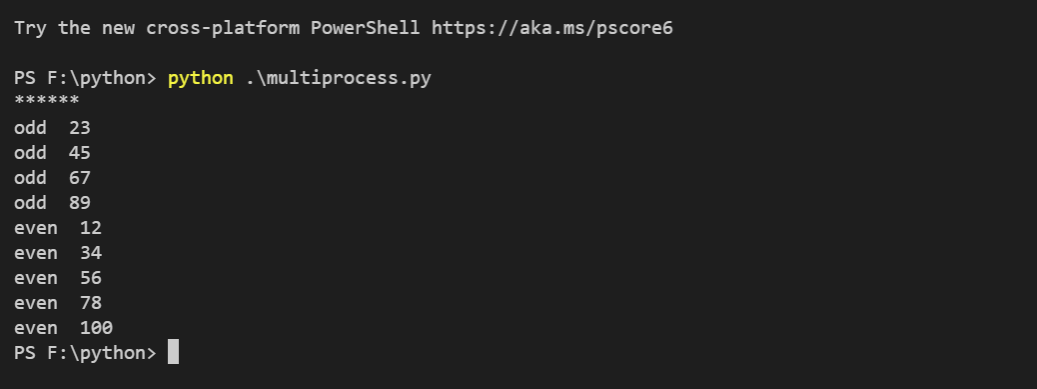 Try the new cross-platform PowerShell https://aka.ms/pscore6
PS F:\python> python .\multiprocess.py
******
odd  23
odd  45
odd  67
odd  89
even  12
even  34
even  56
even  78
even  100
PS F:\python>